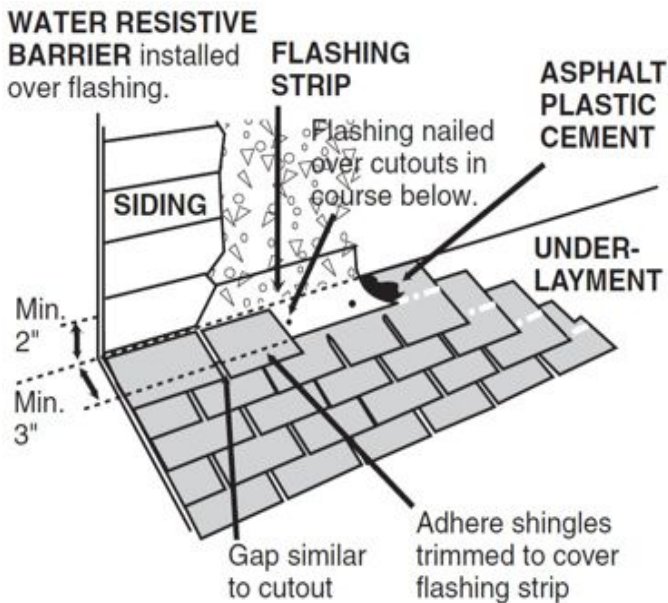 WATER RESISTIVE
BARRIER installed
over flashing.
FLASHING
STRIP
ASPHALT
PLASTIC
CEMENT
Flashing nailed
over cutouts in
course below.
SIDING
UNDER-
LAYMENT
Min.
2"
Min.
3"
Gap similar
to cutout
Adhere shingles
trimmed to cover
flashing strip